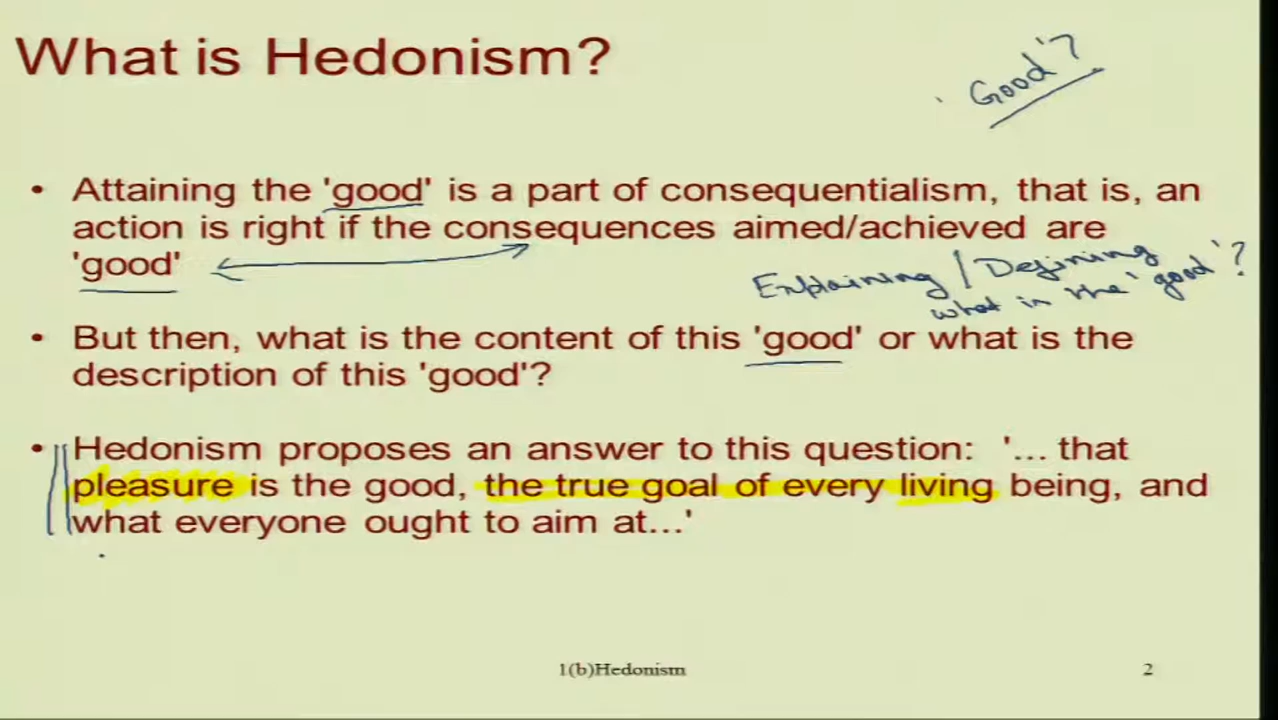 What is Hedonism?
'Good'?
• Attaining the 'good' is a part of consequentialism, that is, an
action is right if the consequences aimed/achieved are
'good'
Explaining / Defining
what is the 'good'?
• But then, what is the content of this 'good' or what is the
description of this 'good'?
• Hedonism proposes an answer to this question: '... that
pleasure is the good, the true goal of every living being, and
what everyone ought to aim at...'
1(b)Hedonism
2